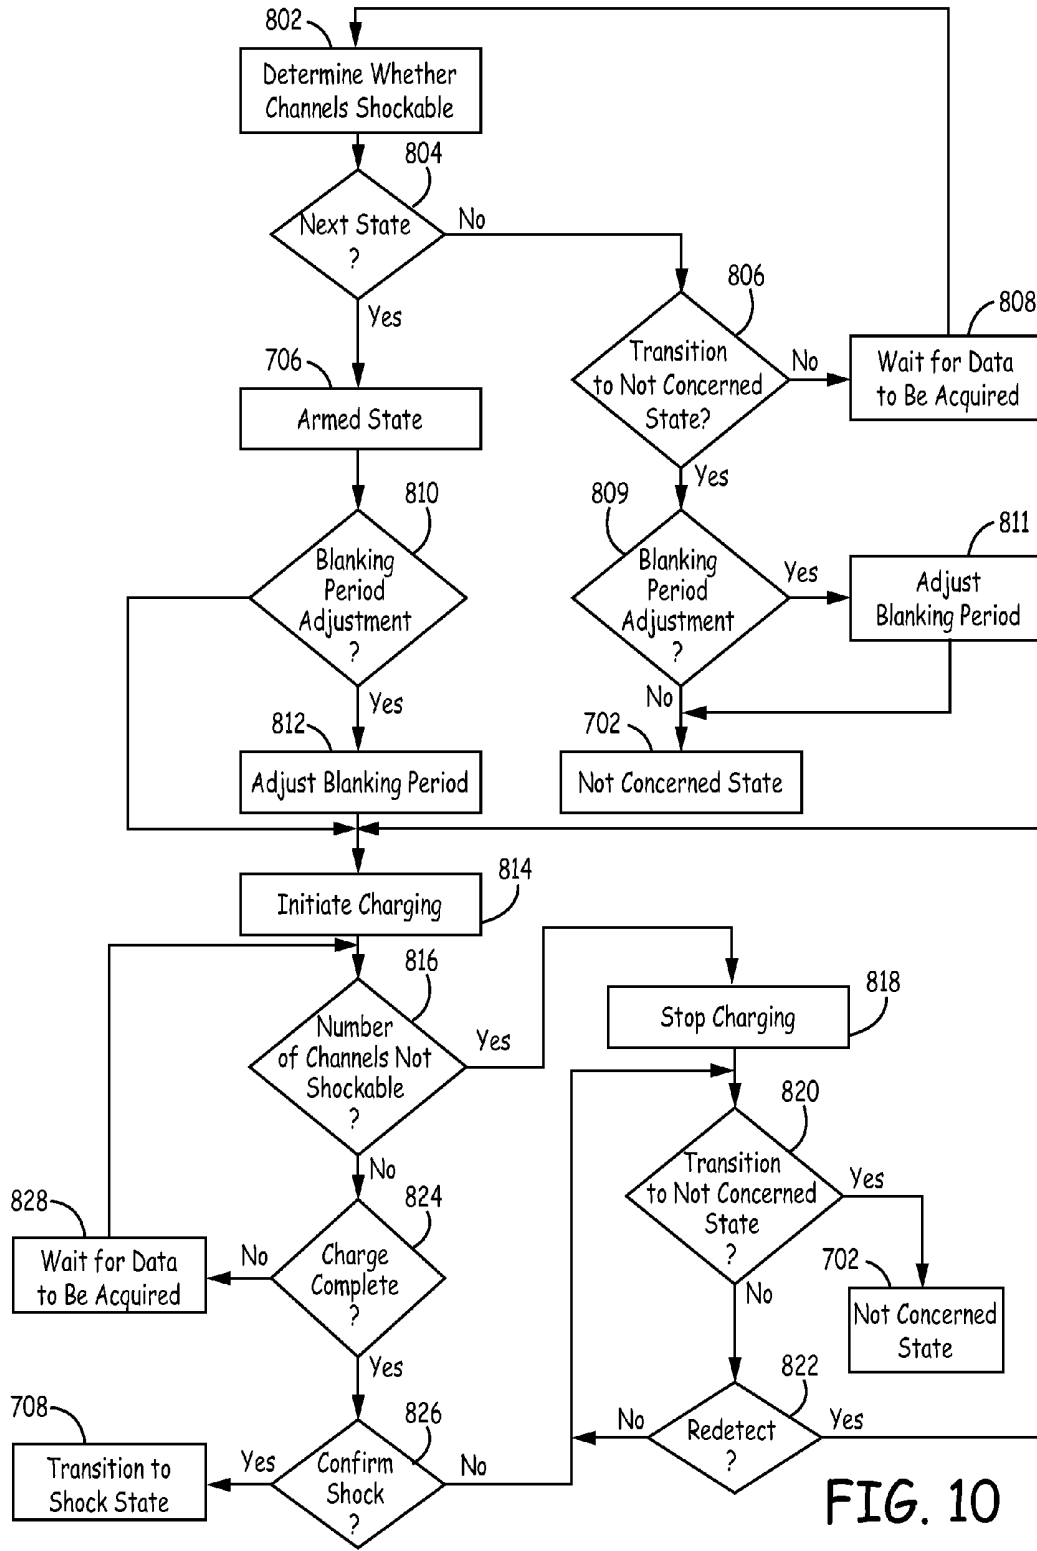 802
Determine Whether
Channels Shockable
804
Next State
?
No
Yes
806
Transition
to Not Concerned
State?
No
808
Wait for Data
to Be Acquired
Yes
706
Armed State
810
Blanking
Period
Adjustment
?
Yes
809
Blanking
Period
Adjustment
?
Yes
811
Adjust
Blanking Period
No
702
Not Concerned State
812
Adjust Blanking Period
814
Initiate Charging
816
Number
of Channels Not
Shockable
?
Yes
818
Stop Charging
820
Transition
to Not Concerned
State
?
Yes
702
Not Concerned
State
No
No
824
Charge
Complete
?
No
828
Wait for Data
to Be Acquired
Yes
826
Confirm
Shock
?
Yes
708
Transition to
Shock State
No
822
Redetect
?
No
Yes
FIG. 10